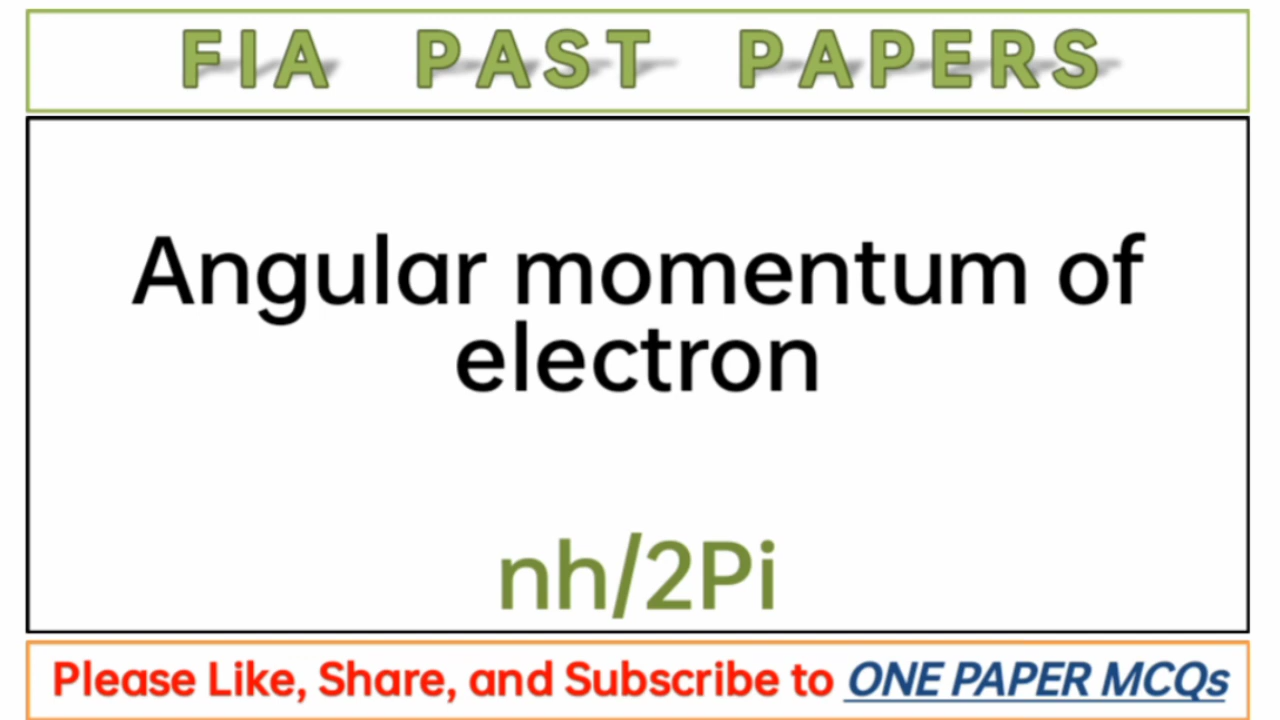 FIA PAST PAPERS
Angular momentum of
electron
nh/2Pi
Please Like, Share, and Subscribe to ONE PAPER MCQs